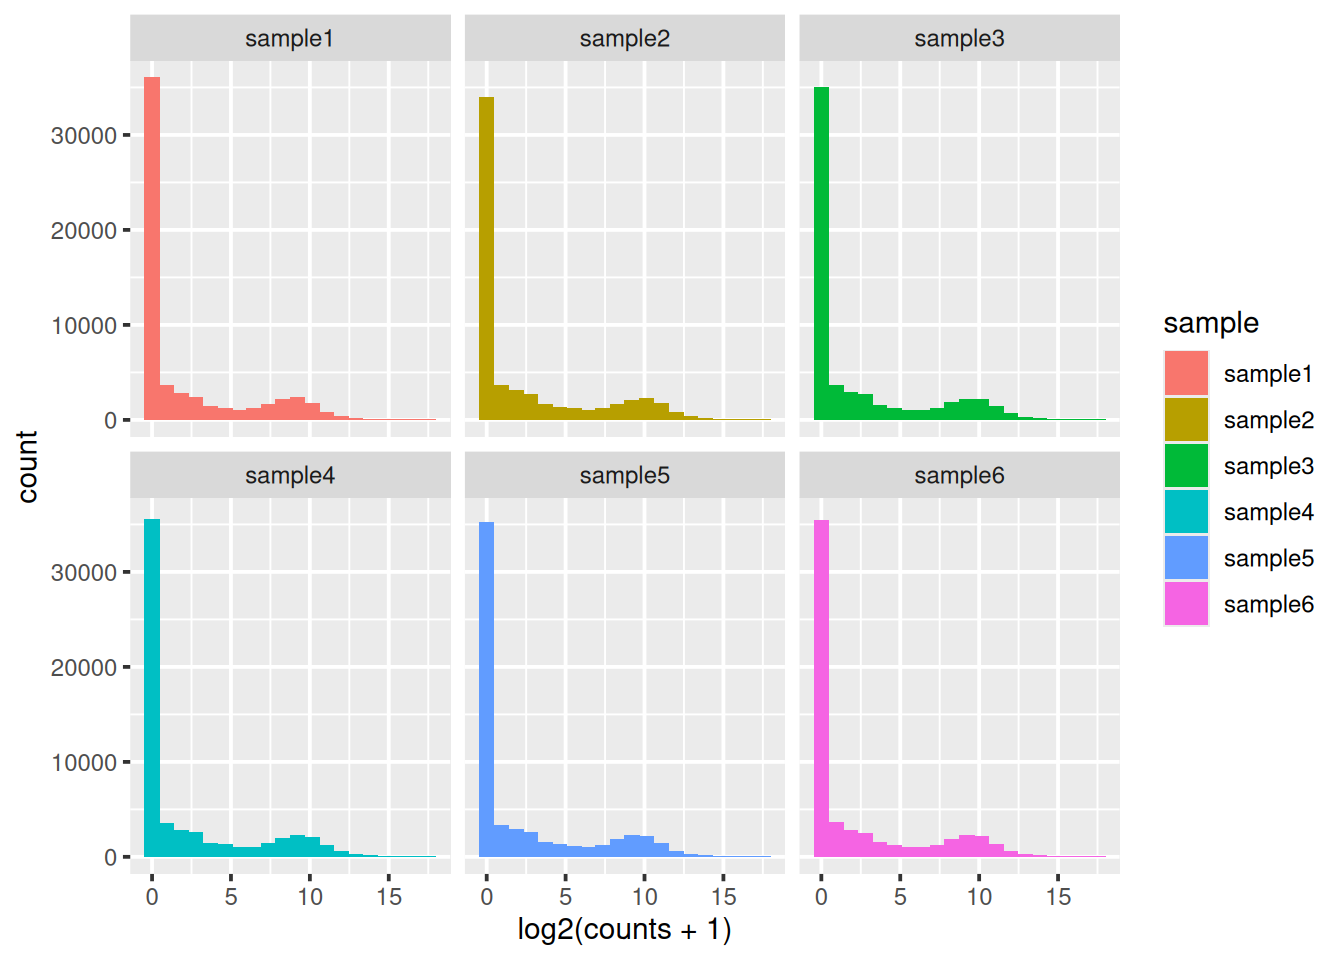 sample1 sample2 sample3
30000
20000
10000
0
sample4 sample5 sample6
30000
20000
10000
0
0 5 10 15 0 5 10 15 0 5 10 15
log2(counts + 1)
count
sample
sample1
sample2
sample3
sample4
sample5
sample6